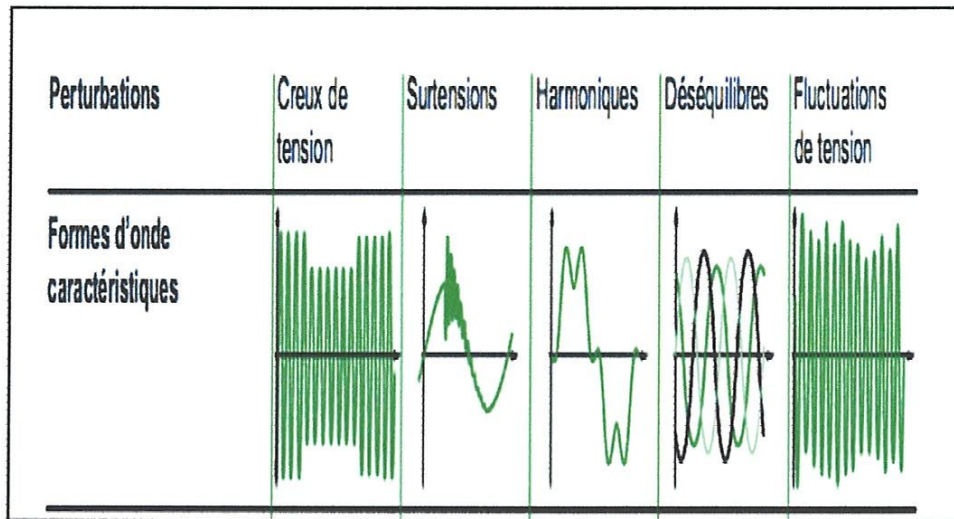 Perturbations
Creux de tension
Surtensions
Harmoniques
Déséquilibres
Fluctuations de tension
Formes d'onde
caractéristiques